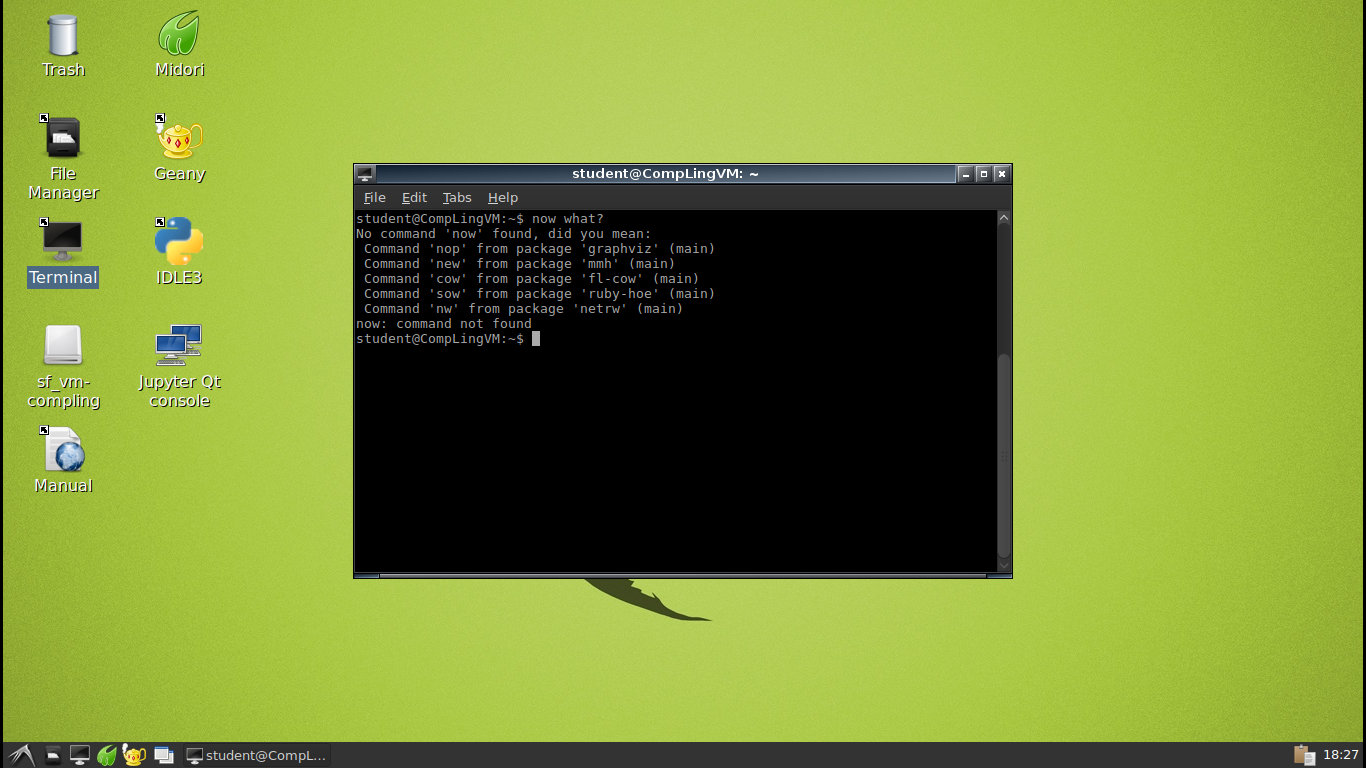 Trash
Midori
File
Manager
Geany
Terminal
IDLE3
sf_vm-
compling
Jupyter Qt
console
Manual
student@CompLingVM: ~
File Edit Tabs Help
student@CompLingVM:~$ now what?
No command 'now' found, did you mean:
 Command 'nop' from package 'graphviz' (main)
 Command 'new' from package 'mmh' (main)
 Command 'cow' from package 'fl-cow' (main)
 Command 'sow' from package 'ruby-hoe' (main)
 Command 'nw' from package 'netrw' (main)
now: command not found
student@CompLingVM:~$
student@CompL...
18:27